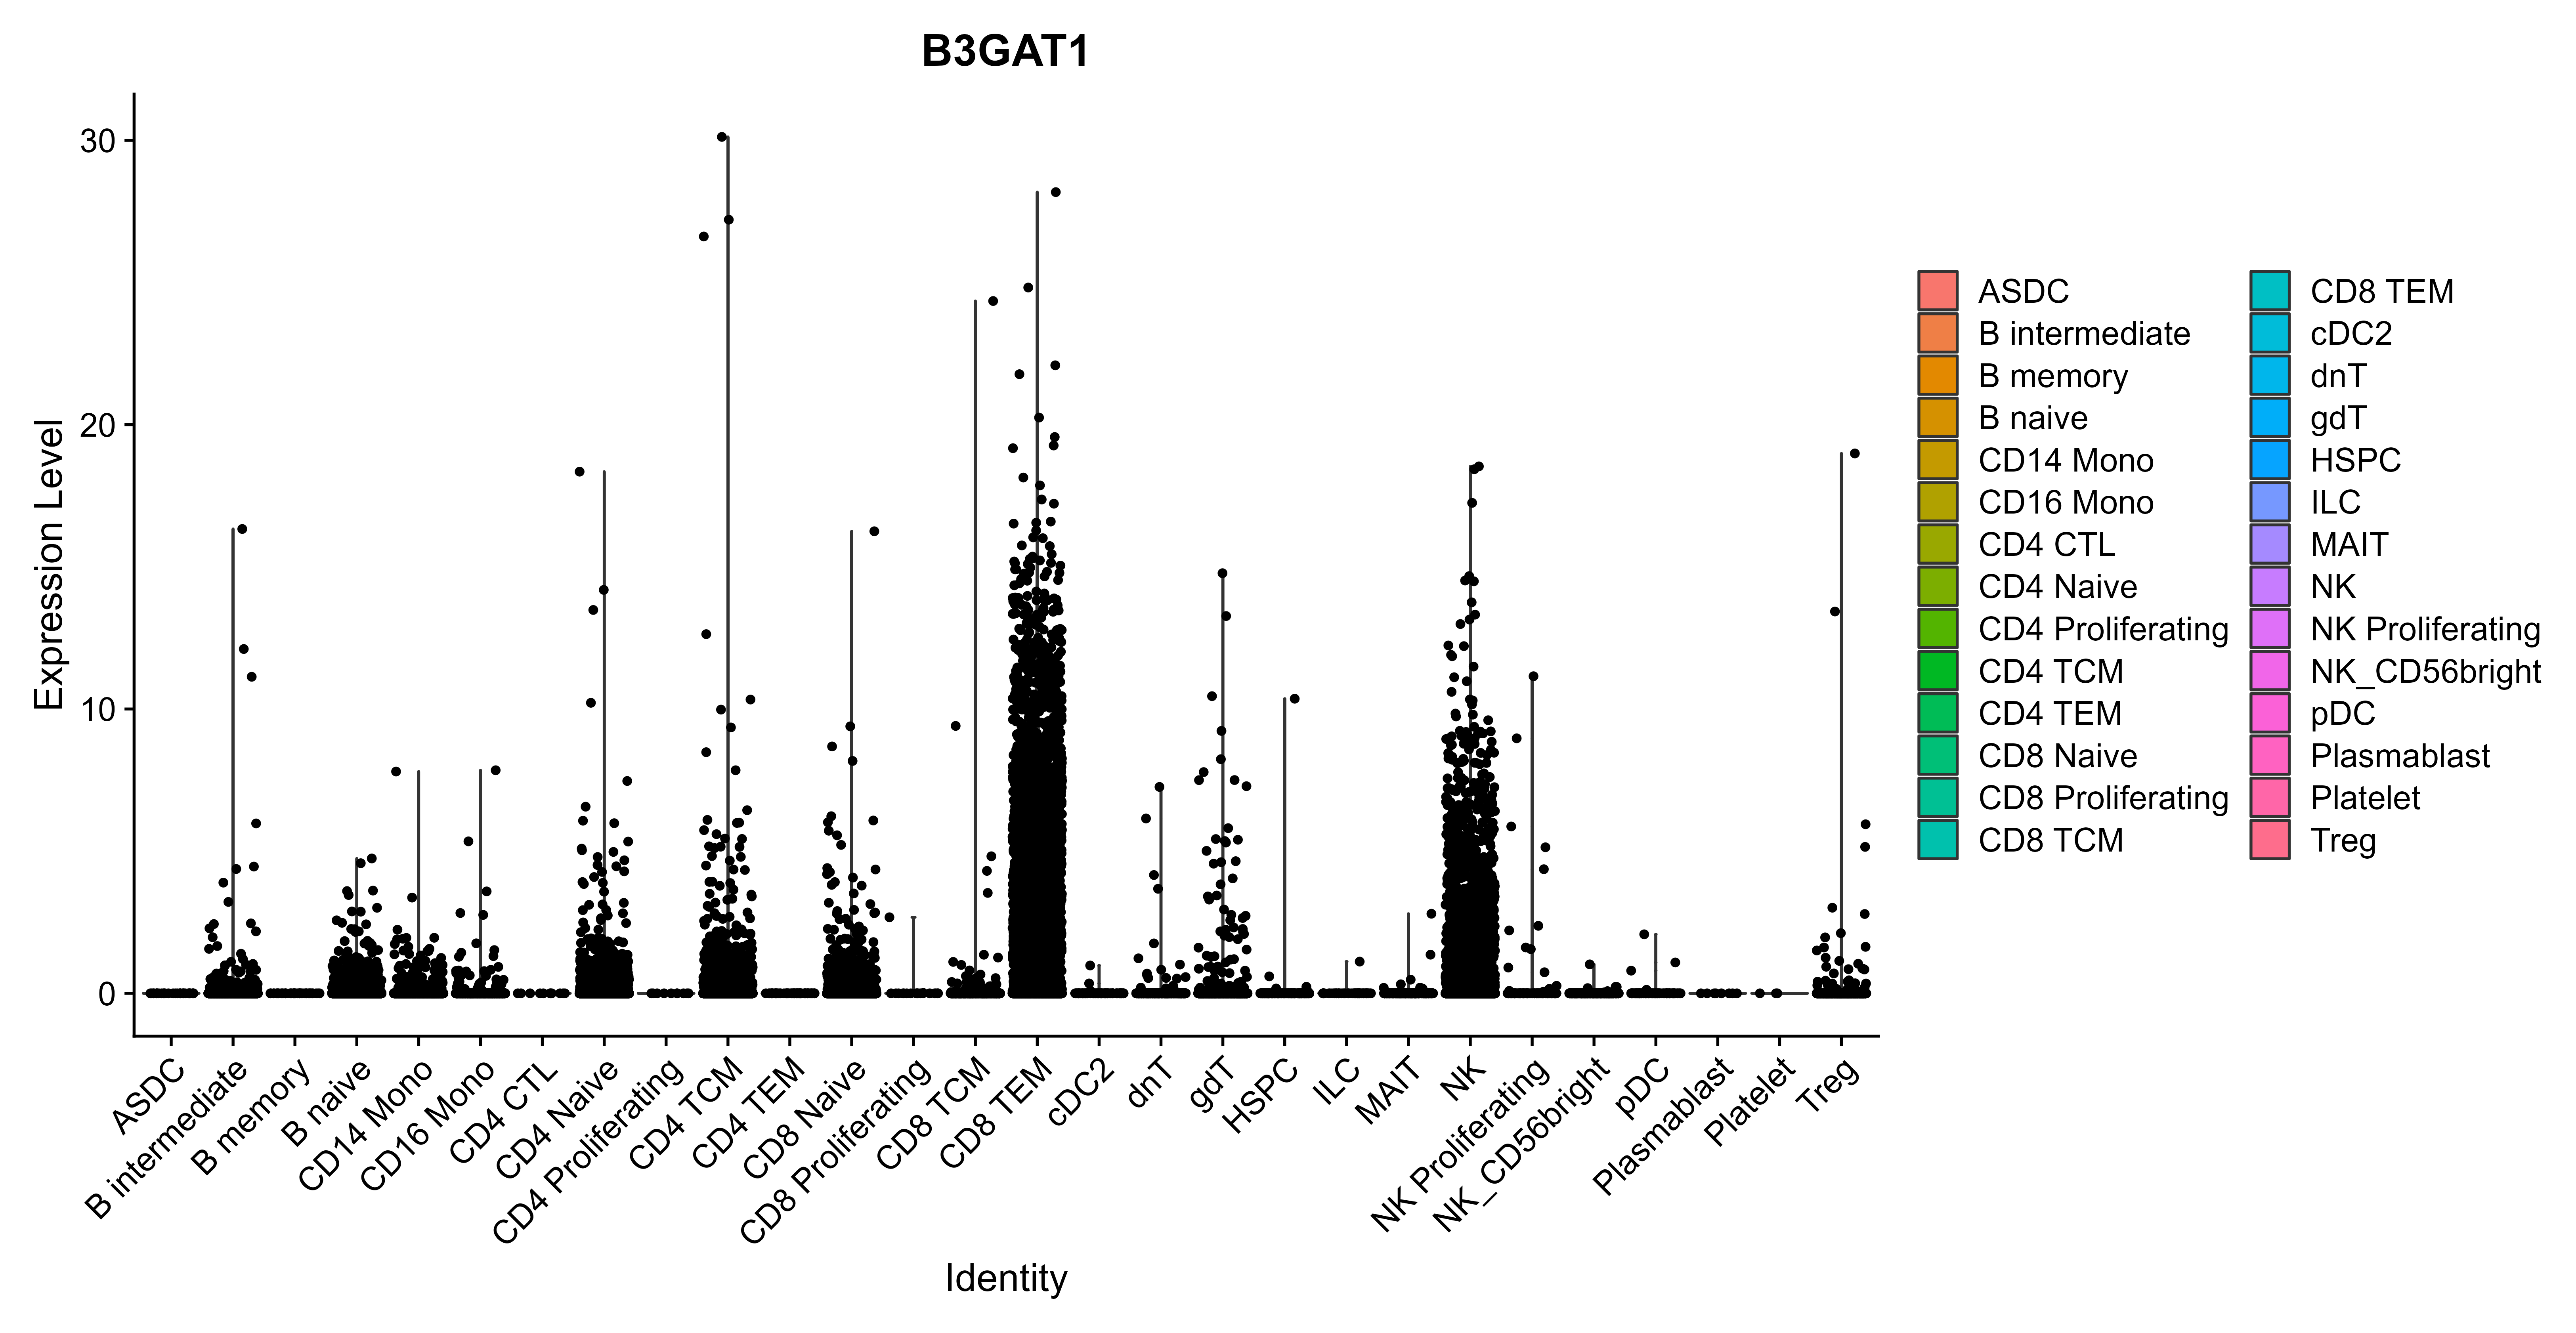 B3GAT1
Expression Level
30
20
10
0
ASDC
B intermediate
B memory
B naive
CD14 Mono
CD16 Mono
CD4 CTL
CD4 Naive
CD4 Proliferating
CD4 TCM
CD4 TEM
CD8 Naive
CD8 Proliferating
CD8 TCM
CD8 TEM
cDC2
dnT
gdT
HSPC
ILC
MAIT
NK
NK Proliferating
NK_CD56bright
pDC
Plasmablast
Platelet
Treg
Identity
ASDC
B intermediate
B memory
B naive
CD14 Mono
CD16 Mono
CD4 CTL
CD4 Naive
CD4 Proliferating
CD4 TCM
CD4 TEM
CD8 Naive
CD8 Proliferating
CD8 TCM
CD8 TEM
cDC2
dnT
gdT
HSPC
ILC
MAIT
NK
NK Proliferating
NK_CD56bright
pDC
Plasmablast
Platelet
Treg